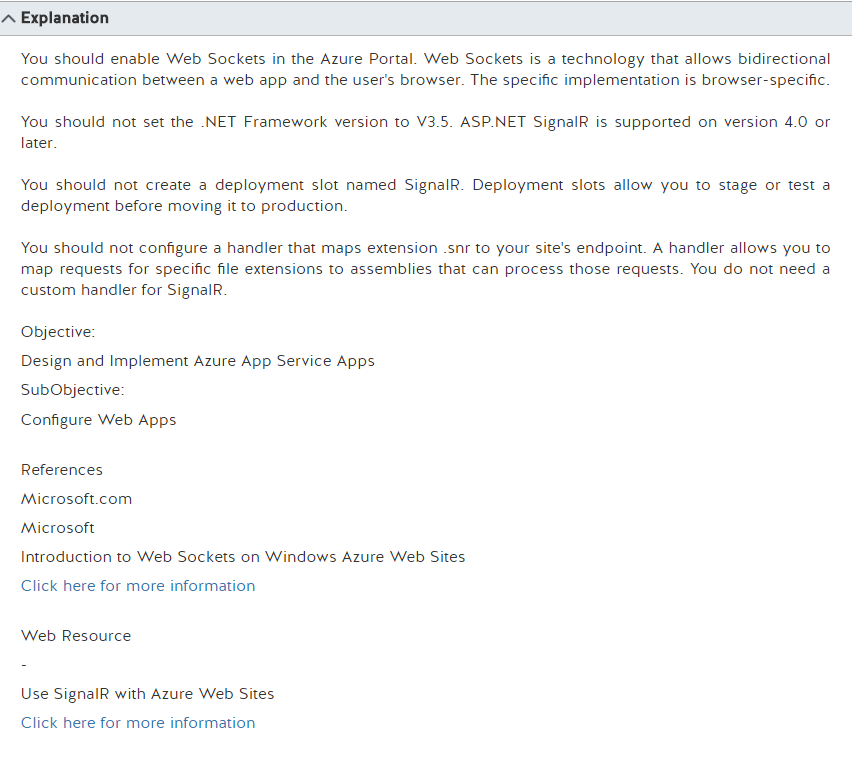 Explanation
You should enable Web Sockets in the Azure Portal. Web Sockets is a technology that allows bidirectional
communication between a web app and the user's browser. The specific implementation is browser-specific.
You should not set the .NET Framework version to V3.5. ASP.NET SignalR is supported on version 4.0 or
later.
You should not create a deployment slot named SignalR. Deployment slots allow you to stage or test a
deployment before moving it to production.
You should not configure a handler that maps extension .snr to your site's endpoint. A handler allows you to
map requests for specific file extensions to assemblies that can process those requests. You do not need a
custom handler for SignalR.
Objective:
Design and Implement Azure App Service Apps
SubObjective:
Configure Web Apps
References
Microsoft.com
Microsoft
Introduction to Web Sockets on Windows Azure Web Sites
Click here for more information
Web Resource
-
Use SignalR with Azure Web Sites
Click here for more information